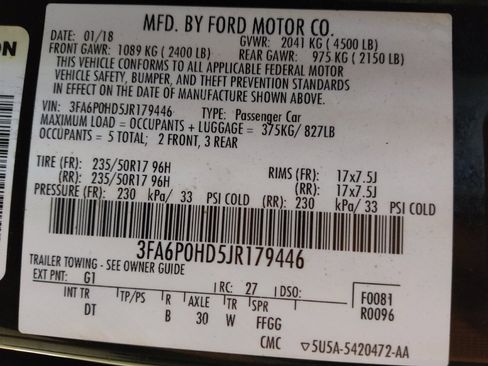 ON
MFD. BY FORD MOTOR CO.
DATE: 01/18 GVWR: 2041 KG ( 4500 LB)
FRONT GAWR: 1089 KG ( 2400 LB) REAR GAWR: 975 KG ( 2150 LB)
THIS VEHICLE CONFORMS TO ALL APPLICABLE FEDERAL MOTOR
VEHICLE SAFETY, BUMPER, AND THEFT PREVENTION STANDARDS
IN EFFECT ON THE DATE OF MANUFACTURE SHOWN ABOVE.
VIN: 3FA6P0HD5JR179446 TYPE: Passenger Car
MAXIMUM LOAD = OCCUPANTS + LUGGAGE = 375KG/ 827LB
OCCUPANTS = 5 TOTAL; 2 FRONT, 3 REAR
TIRE (FR): 235/50R17 96H RIMS (FR): 17x7.5J
(RR): 235/50R17 96H (RR): 17x7.5J
PRESSURE (FR): 230 kPa/ 33 PSI COLD (RR): 230 kPa/ 33 PSI COLD
3FA6P0HD5JR179446
TRAILER TOWING - SEE OWNER GUIDE
EXT PNT: G1 RC: 27 DSO: F0081
R0096
INT TR TP/PS R AXLE TR SPR
DT B 30 W FFGG
CMC ▽5U5A-5420472-AA